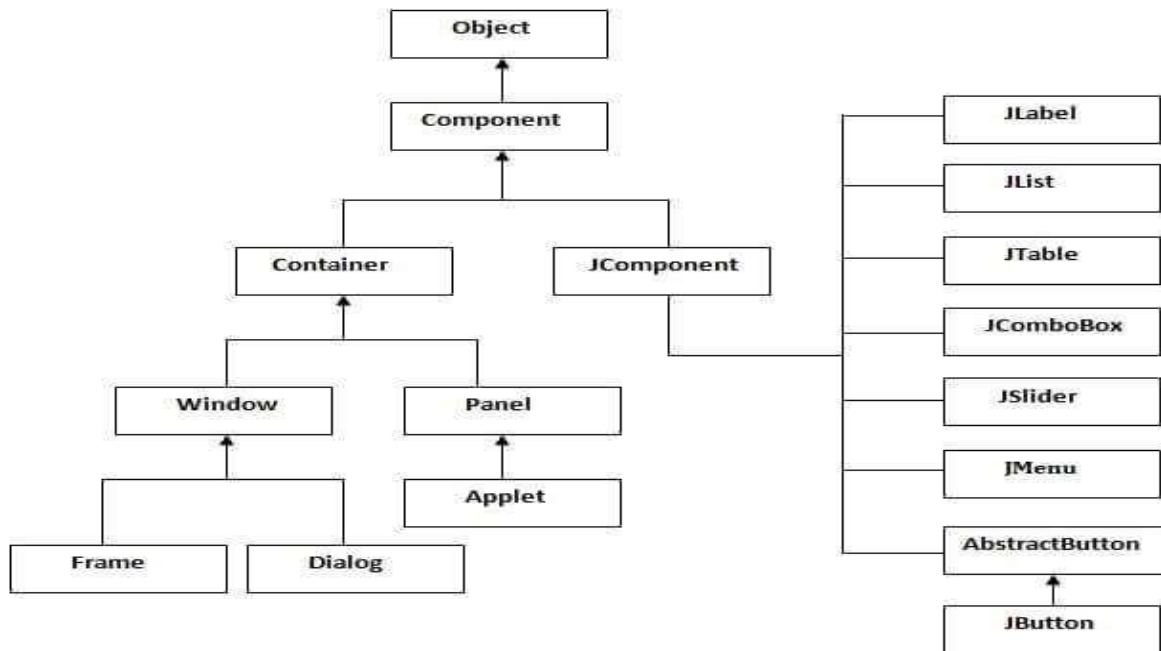 Object
Component
Container
JComponent
Window
Panel
Applet
Frame
Dialog
JLabel
JList
JTable
JComboBox
JSlider
JMenu
AbstractButton
JButton